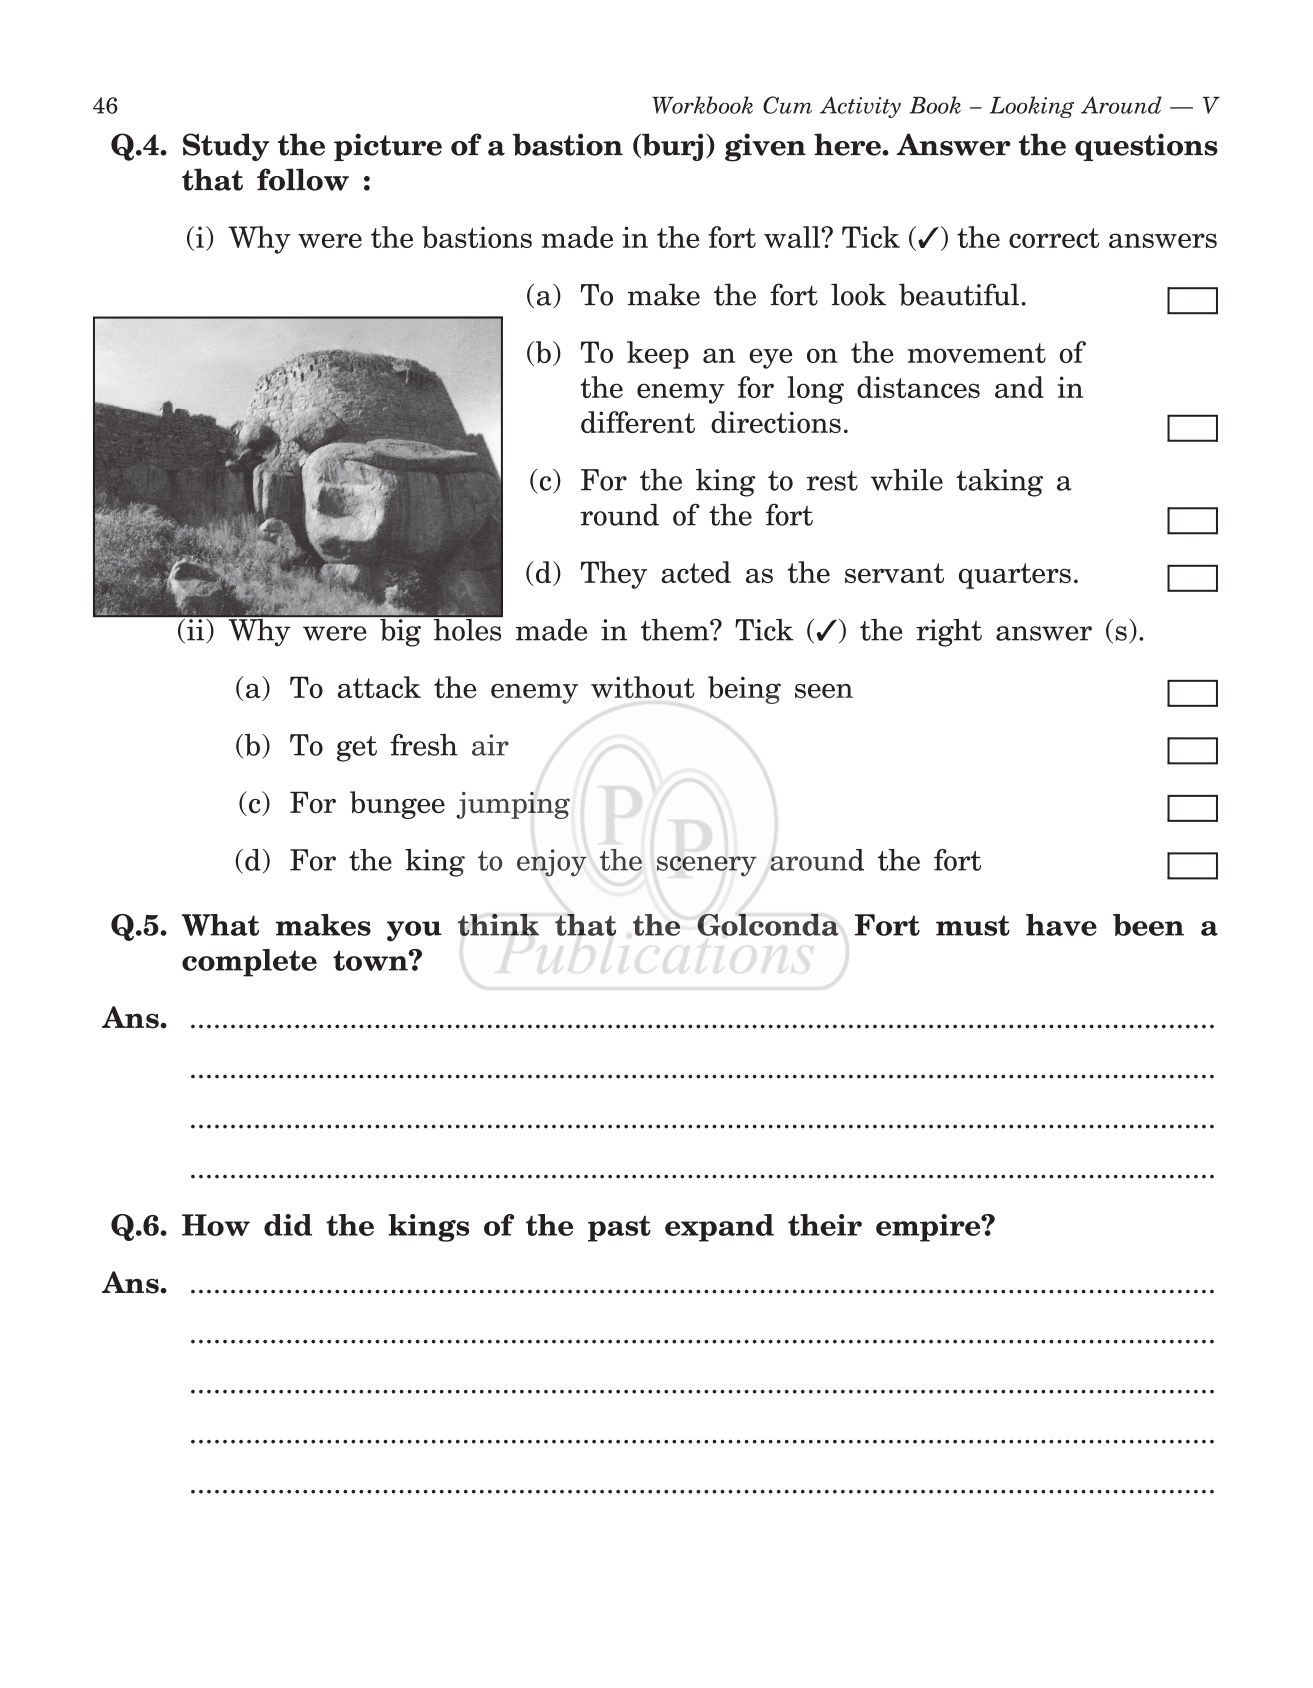 46
Workbook Cum Activity Book – Looking Around — V
Q.4. Study the picture of a bastion (burj) given here. Answer the questions
that follow :
(i) Why were the bastions made in the fort wall? Tick (✓) the correct answers
(a) To make the fort look beautiful.
(b) To keep an eye on the movement of
the enemy for long distances and in
different directions.
(c) For the king to rest while taking a
round of the fort
(d) They acted as the servant quarters.
(ii) Why were big holes made in them? Tick (✓) the right answer (s).
(a) To attack the enemy without being seen
(b) To get fresh air
(c) For bungee jumping
(d) For the king to enjoy the scenery around the fort
PP
Publications
Q.5. What makes you think that the Golconda Fort must have been a
complete town?
Ans. ................................................................
................................................................
................................................................
................................................................
Q.6. How did the kings of the past expand their empire?
Ans. ................................................................
................................................................
................................................................
................................................................
................................................................